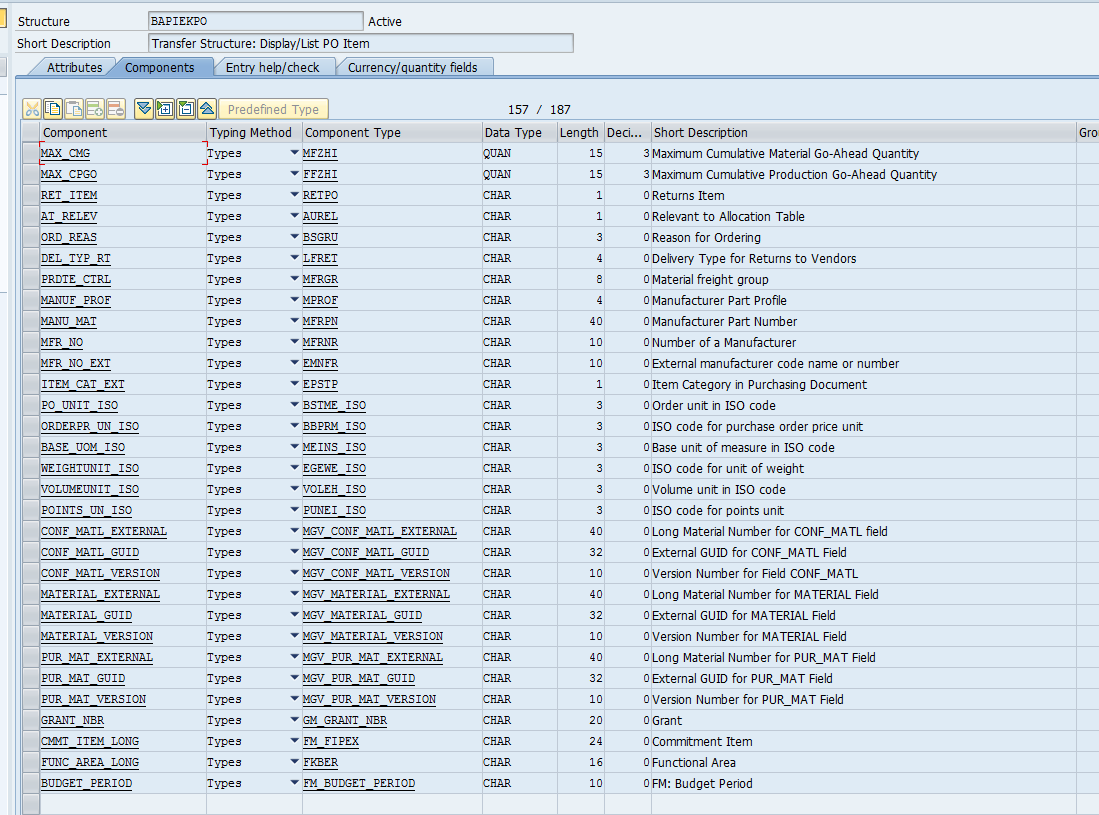 Structure BAPIEKPO Active
Short Description Transfer Structure: Display/List PO Item
Attributes Components Entry help/check Currency/quantity fields
Predefined Type 157 / 187
Component Typing Method Component Type Data Type Length Deci... Short Description Gro
MAX_CMG Types MFZHI QUAN 15 3 Maximum Cumulative Material Go-Ahead Quantity
MAX_CPGO Types FFZHI QUAN 15 3 Maximum Cumulative Production Go-Ahead Quantity
RET_ITEM Types RETPO CHAR 1 0 Returns Item
AT_RELEV Types AUREL CHAR 1 0 Relevant to Allocation Table
ORD_REAS Types BSGRU CHAR 3 0 Reason for Ordering
DEL_TYP_RT Types LFRET CHAR 4 0 Delivery Type for Returns to Vendors
PRDTE_CTRL Types MFRGR CHAR 8 0 Material freight group
MANUF_PROF Types MPROF CHAR 4 0 Manufacturer Part Profile
MANU_MAT Types MFRPN CHAR 40 0 Manufacturer Part Number
MFR_NO Types MFRNR CHAR 10 0 Number of a Manufacturer
MFR_NO_EXT Types EMNFR CHAR 10 0 External manufacturer code name or number
ITEM_CAT_EXT Types EPSTP CHAR 1 0 Item Category in Purchasing Document
PO_UNIT_ISO Types BSTME_ISO CHAR 3 0 Order unit in ISO code
ORDERPR_UN_ISO Types BBPRM_ISO CHAR 3 0 ISO code for purchase order price unit
BASE_UOM_ISO Types MEINS_ISO CHAR 3 0 Base unit of measure in ISO code
WEIGHTUNIT_ISO Types EGEWE_ISO CHAR 3 0 ISO code for unit of weight
VOLUMEUNIT_ISO Types VOLEH_ISO CHAR 3 0 Volume unit in ISO code
POINTS_UN_ISO Types PUNEI_ISO CHAR 3 0 ISO code for points unit
CONF_MATL_EXTERNAL Types MGV_CONF_MATL_EXTERNAL CHAR 40 0 Long Material Number for CONF_MATL field
CONF_MATL_GUID Types MGV_CONF_MATL_GUID CHAR 32 0 External GUID for CONF_MATL Field
CONF_MATL_VERSION Types MGV_CONF_MATL_VERSION CHAR 10 0 Version Number for Field CONF_MATL
MATERIAL_EXTERNAL Types MGV_MATERIAL_EXTERNAL CHAR 40 0 Long Material Number for MATERIAL Field
MATERIAL_GUID Types MGV_MATERIAL_GUID CHAR 32 0 External GUID for MATERIAL Field
MATERIAL_VERSION Types MGV_MATERIAL_VERSION CHAR 10 0 Version Number for MATERIAL Field
PUR_MAT_EXTERNAL Types MGV_PUR_MAT_EXTERNAL CHAR 40 0 Long Material Number for PUR_MAT Field
PUR_MAT_GUID Types MGV_PUR_MAT_GUID CHAR 32 0 External GUID for PUR_MAT Field
PUR_MAT_VERSION Types MGV_PUR_MAT_VERSION CHAR 10 0 Version Number for PUR_MAT Field
GRANT_NBR Types GM_GRANT_NBR CHAR 20 0 Grant
CMMT_ITEM_LONG Types FM_FIPEX CHAR 24 0 Commitment Item
FUNC_AREA_LONG Types FKBER CHAR 16 0 Functional Area
BUDGET_PERIOD Types FM_BUDGET_PERIOD CHAR 10 0 FM: Budget Period